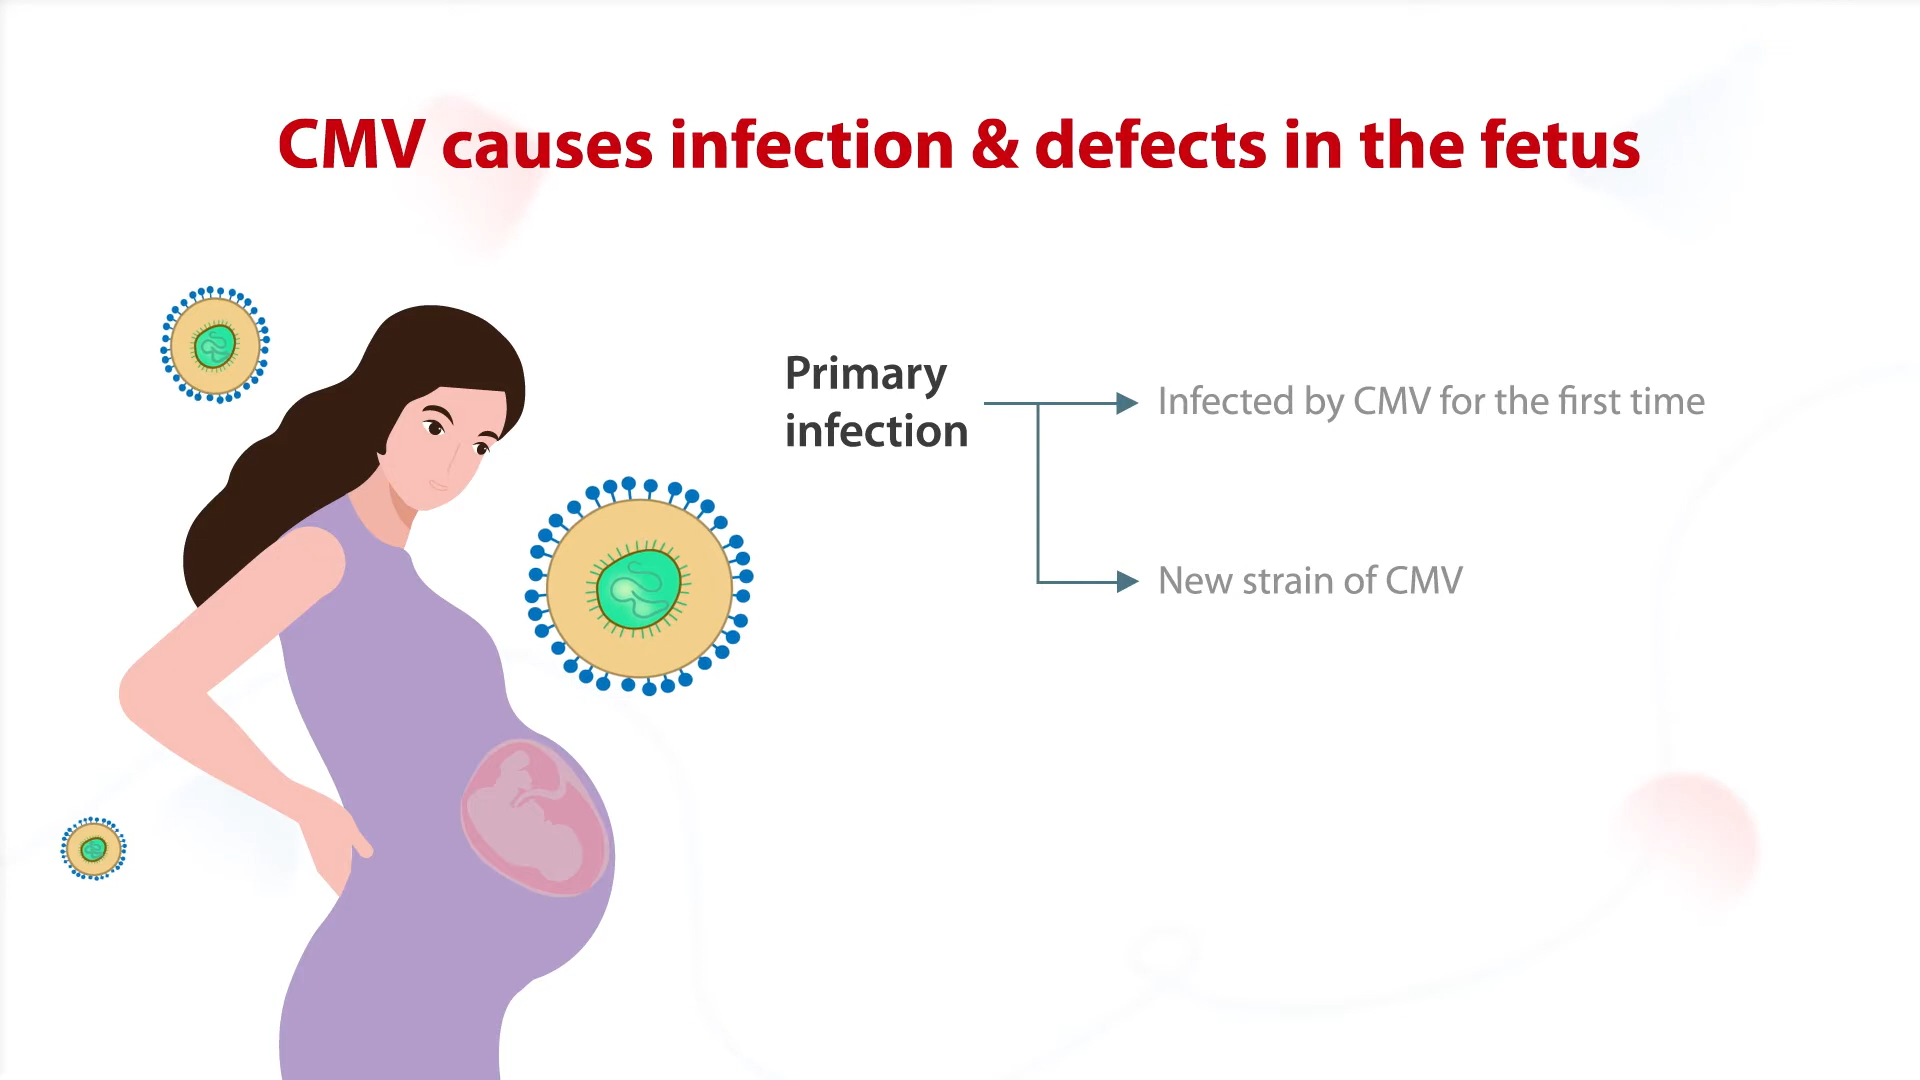 CMV causes infection & defects in the fetus
Primary
infection
Infected by CMV for the first time
New strain of CMV